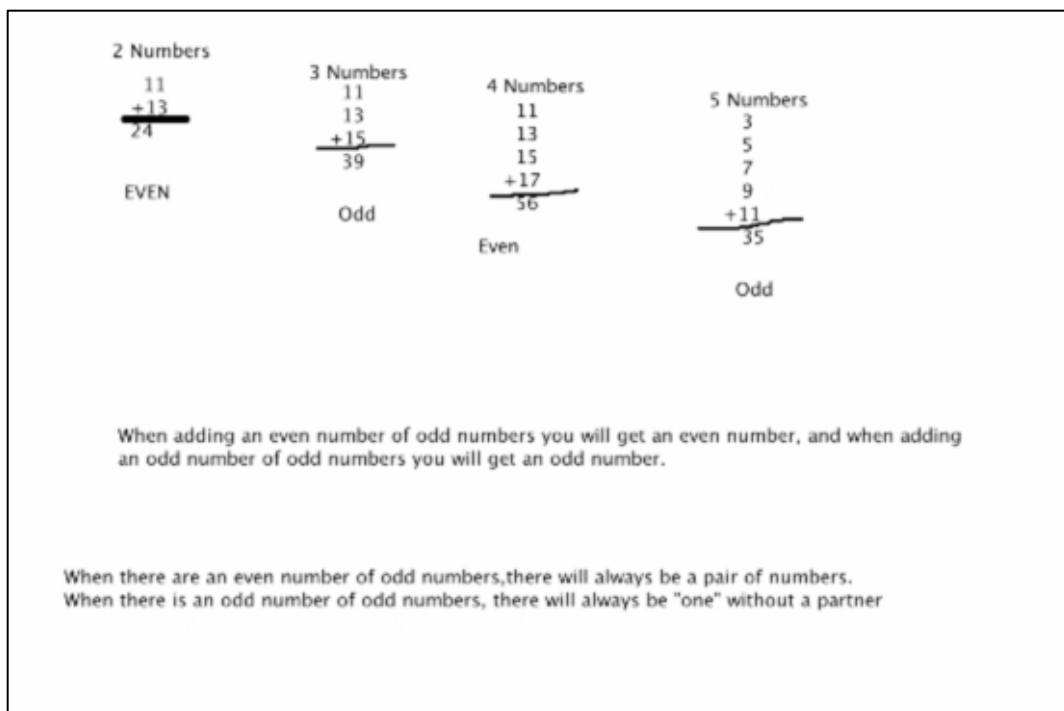 2 Numbers
11
+13
24
EVEN
3 Numbers
11
13
+15
39
Odd
4 Numbers
11
13
15
+17
56
Even
5 Numbers
3
5
7
9
+11
35
Odd
When adding an even number of odd numbers you will get an even number, and when adding
an odd number of odd numbers you will get an odd number.
When there are an even number of odd numbers,there will always be a pair of numbers.
When there is an odd number of odd numbers, there will always be "one" without a partner